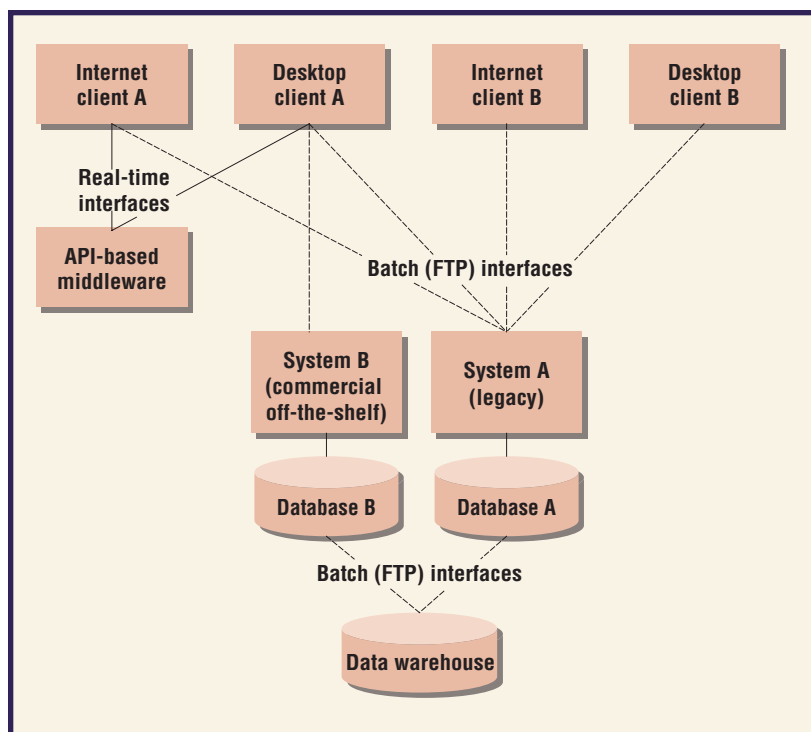 Internet
client A
Desktop
client A
Internet
client B
Desktop
client B
Real-time
interfaces
API-based
middleware
Batch (FTP) interfaces
System B
(commercial
off-the-shelf)
System A
(legacy)
Database B
Database A
Batch (FTP) interfaces
Data warehouse